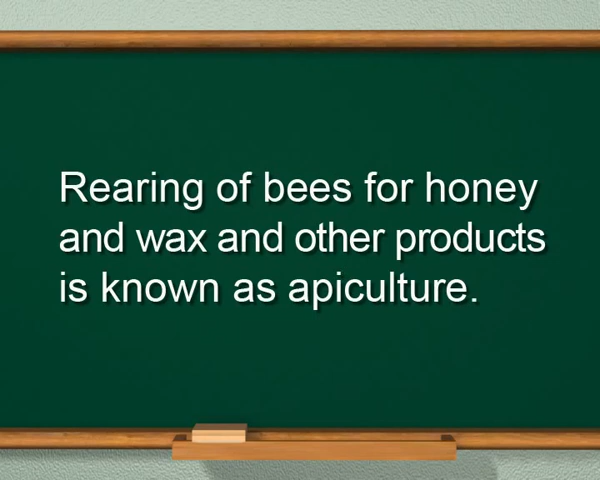 Rearing of bees for honey
and wax and other products
is known as apiculture.